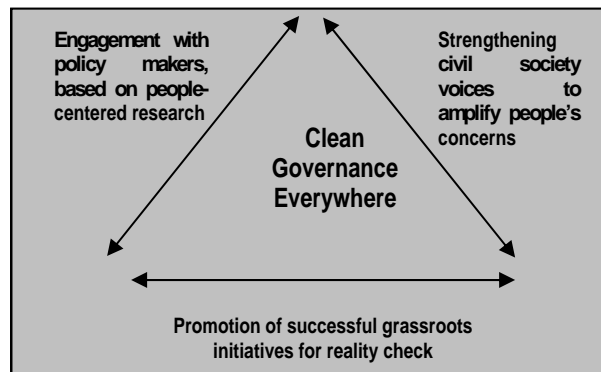 Engagement with
policy makers,
based on people-
centered research
Strengthening
civil society
voices to
amplify people's
concerns
Clean
Governance
Everywhere
Promotion of successful grassroots
initiatives for reality check